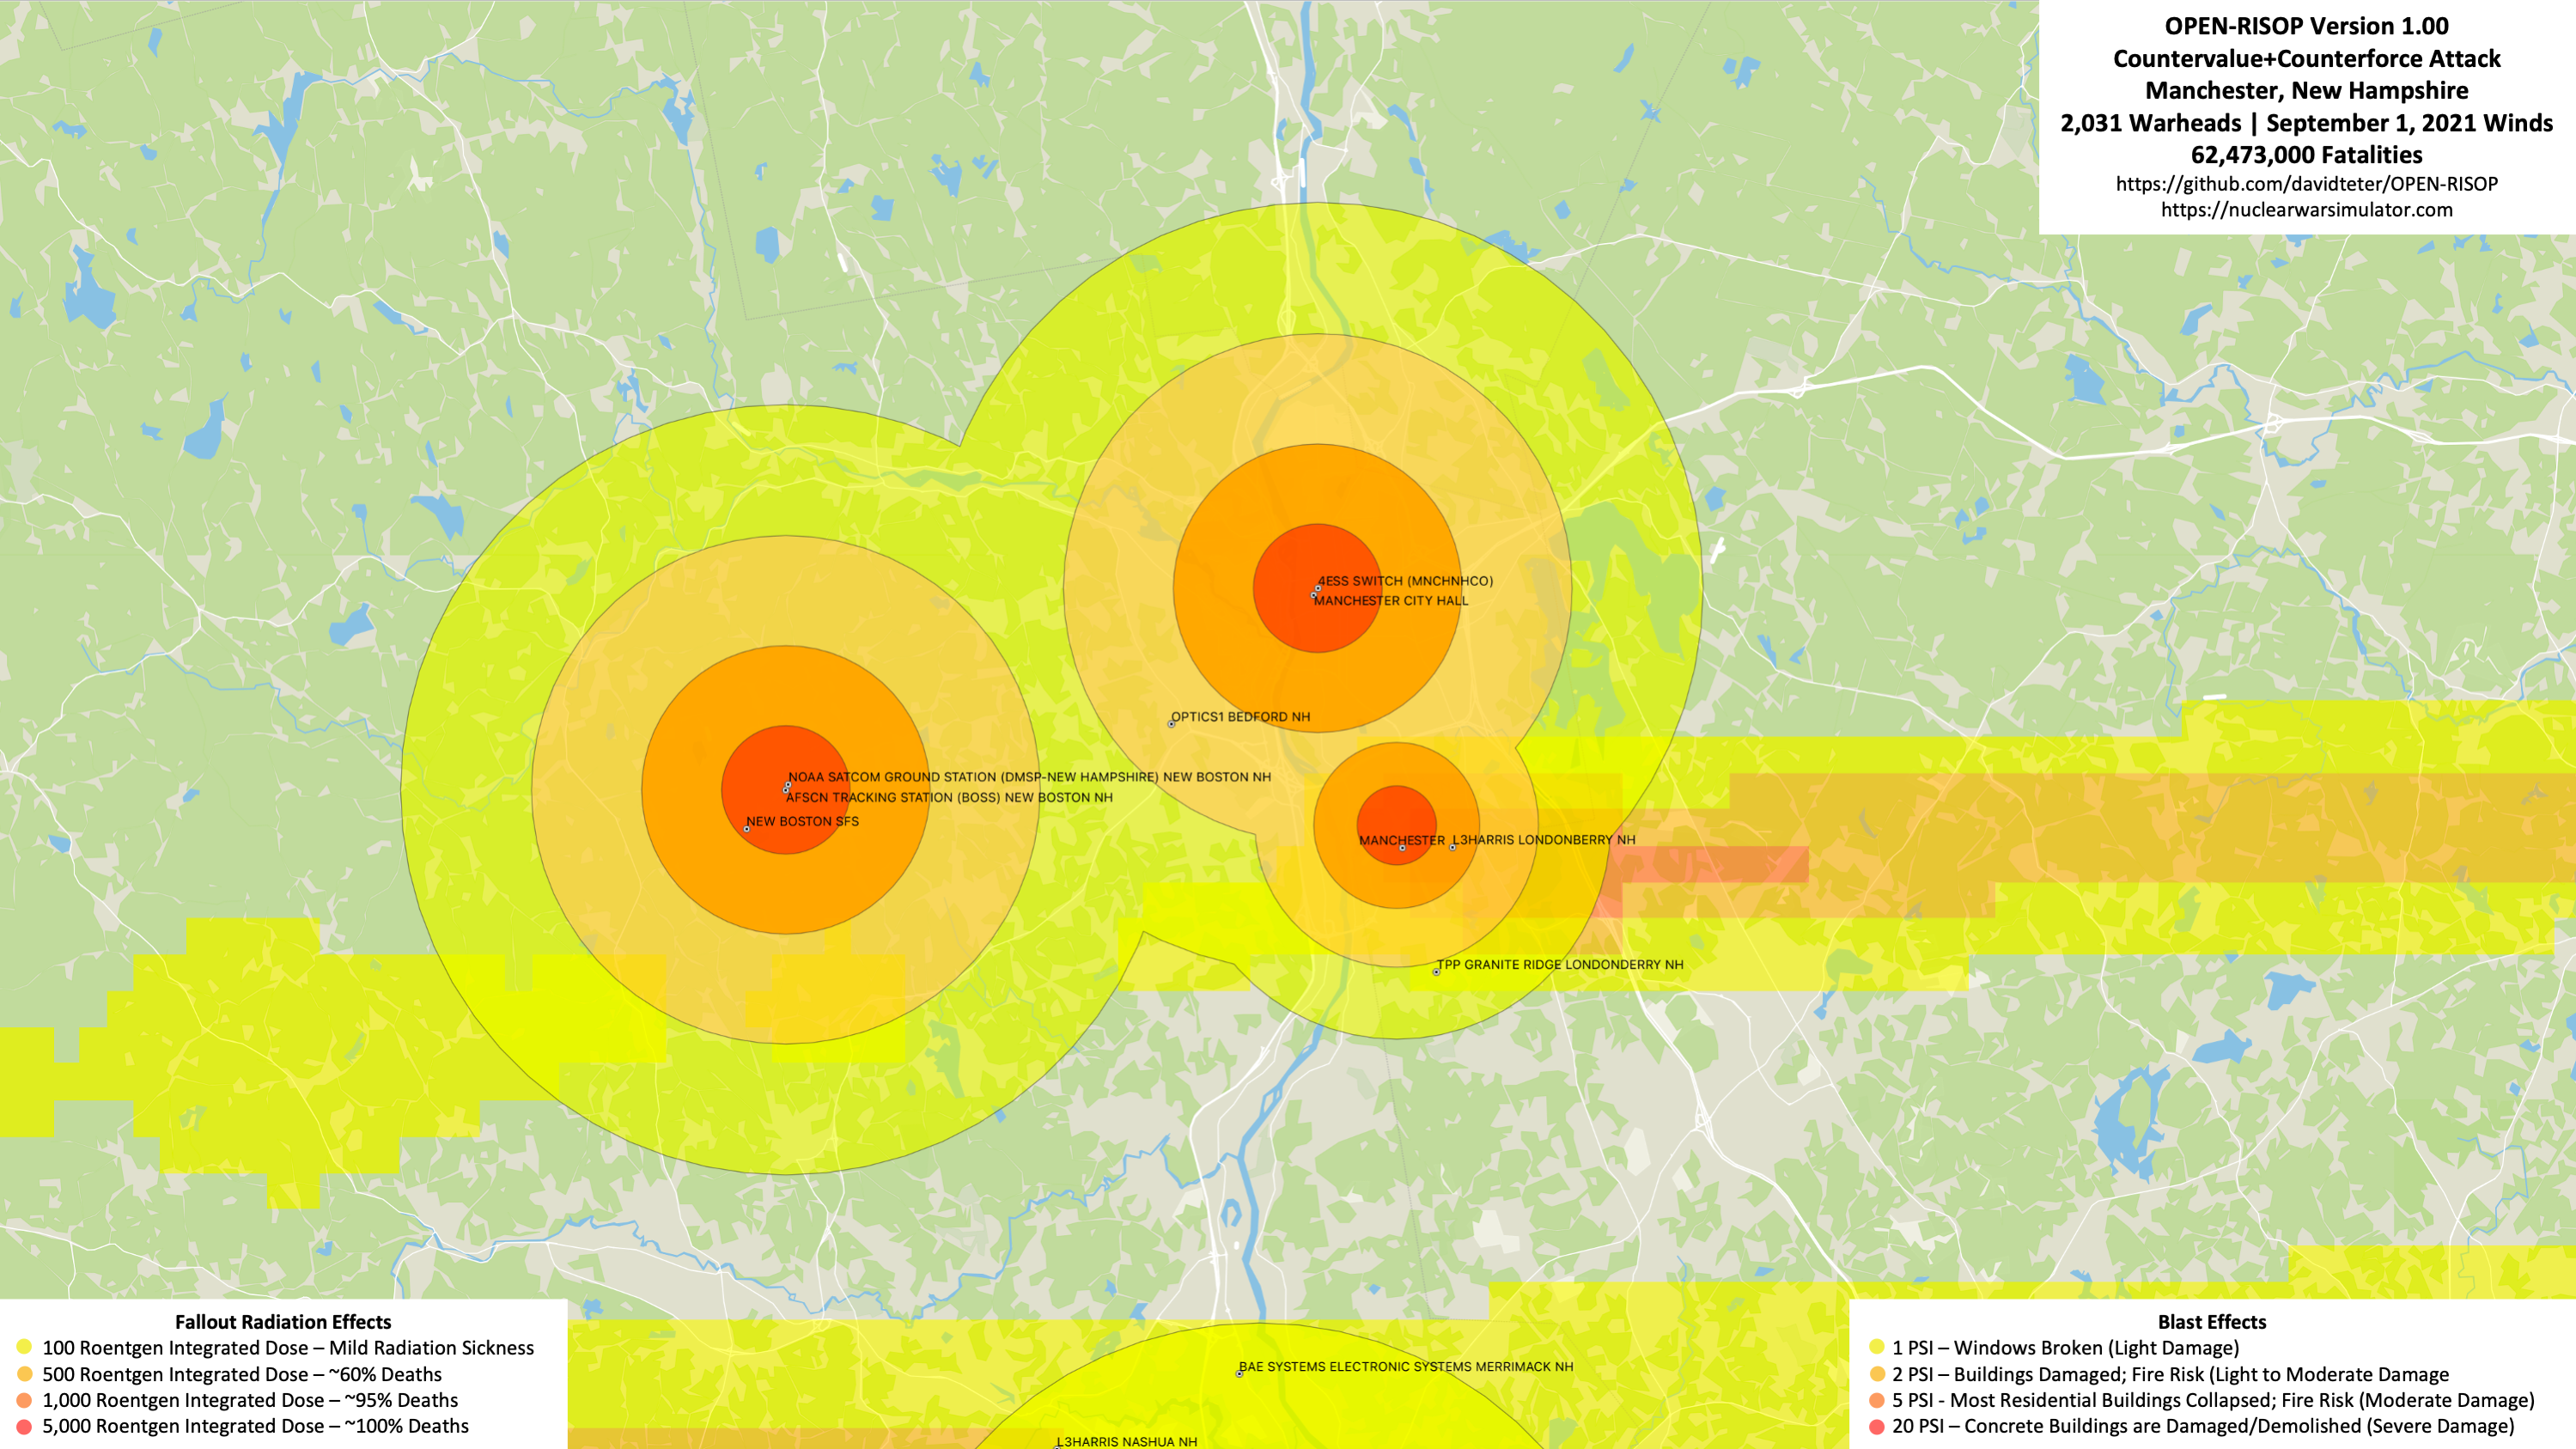 OPEN-RISOP Version 1.00
Countervalue+Counterforce Attack
Manchester, New Hampshire
2,031 Warheads | September 1, 2021 Winds
62,473,000 Fatalities
https://github.com/davidteter/OPEN-RISOP
https://nuclearwarsimulator.com
4ESS SWITCH (MNCHNHCO)
MANCHESTER CITY HALL
OPTICS1 BEDFORD NH
NOAA SATCOM GROUND STATION (DMSP-NEW HAMPSHIRE) NEW BOSTON NH
AFSCN TRACKING STATION (BOSS) NEW BOSTON NH
NEW BOSTON SFS
MANCHESTER
L3HARRIS LONDONBERRY NH
TPP GRANITE RIDGE LONDONDERRY NH
BAE SYSTEMS ELECTRONIC SYSTEMS MERRIMACK NH
L3HARRIS NASHUA NH
Fallout Radiation Effects
100 Roentgen Integrated Dose – Mild Radiation Sickness
500 Roentgen Integrated Dose – ~60% Deaths
1,000 Roentgen Integrated Dose – ~95% Deaths
5,000 Roentgen Integrated Dose – ~100% Deaths
Blast Effects
1 PSI – Windows Broken (Light Damage)
2 PSI – Buildings Damaged; Fire Risk (Light to Moderate Damage
5 PSI - Most Residential Buildings Collapsed; Fire Risk (Moderate Damage)
20 PSI – Concrete Buildings are Damaged/Demolished (Severe Damage)